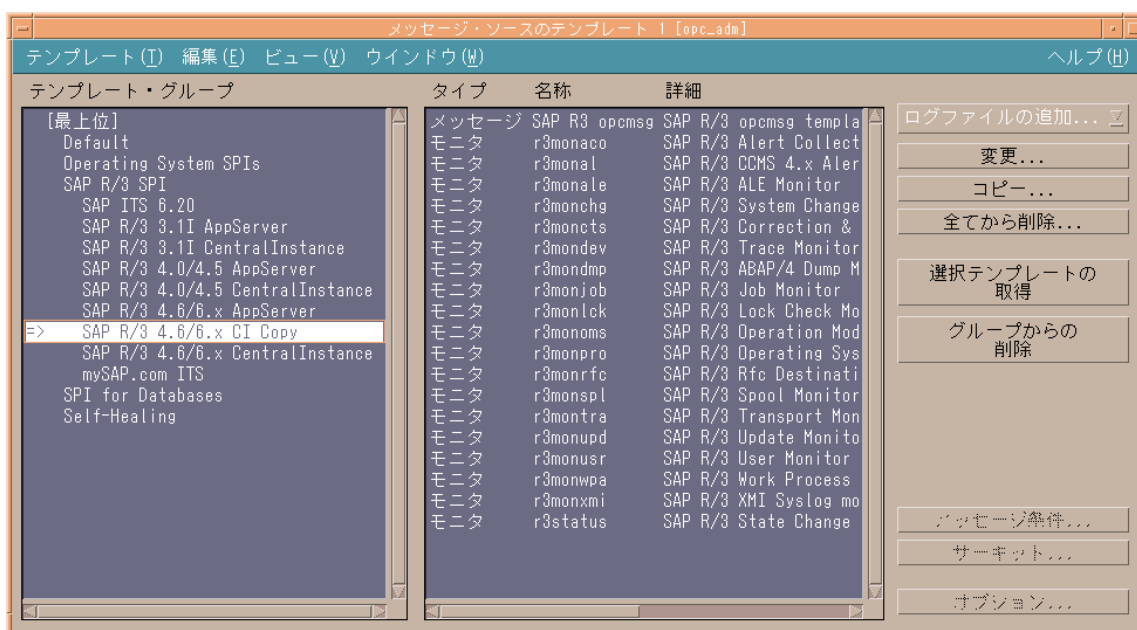 メッセージ・ソースのテンプレート 1 [opc_adm]
テンプレート(T) 編集(E) ビュー(V) ウインドウ(W) ヘルプ(H)
テンプレート・グループ
[最上位]
Default
Operating System SPIs
SAP R/3 SPI
SAP ITS 6.20
SAP R/3 3.1I AppServer
SAP R/3 3.1I CentralInstance
SAP R/3 4.0/4.5 AppServer
SAP R/3 4.0/4.5 CentralInstance
SAP R/3 4.6/6.x AppServer
=> SAP R/3 4.6/6.x CI Copy
SAP R/3 4.6/6.x CentralInstance
mySAP.com ITS
SPI for Databases
Self-Healing
タイプ 名称 詳細
メッセージ SAP R3 opcmsg SAP R/3 opcmsg templa
モニタ r3monaco SAP R/3 Alert Collect
モニタ r3monal SAP R/3 CCMS 4.x Aler
モニタ r3monale SAP R/3 ALE Monitor
モニタ r3monchg SAP R/3 System Change
モニタ r3moncts SAP R/3 Correction &
モニタ r3mondev SAP R/3 Trace Monitor
モニタ r3mondmp SAP R/3 ABAP/4 Dump M
モニタ r3monjob SAP R/3 Job Monitor
モニタ r3monlck SAP R/3 Lock Check Mo
モニタ r3monoms SAP R/3 Operation Mod
モニタ r3monpro SAP R/3 Operating Sys
モニタ r3monrfc SAP R/3 Rfc Destinati
モニタ r3monspl SAP R/3 Spool Monitor
モニタ r3montra SAP R/3 Transport Mon
モニタ r3monupd SAP R/3 Update Monito
モニタ r3monusr SAP R/3 User Monitor
モニタ r3monwpa SAP R/3 Work Process
モニタ r3monxmi SAP R/3 XMI Syslog mo
モニタ r3status SAP R/3 State Change
ログファイルの追加...
変更...
コピー...
全てから削除...
選択テンプレートの
取得
グループからの
削除
メッセージ条件...
サーキット...
オプション...